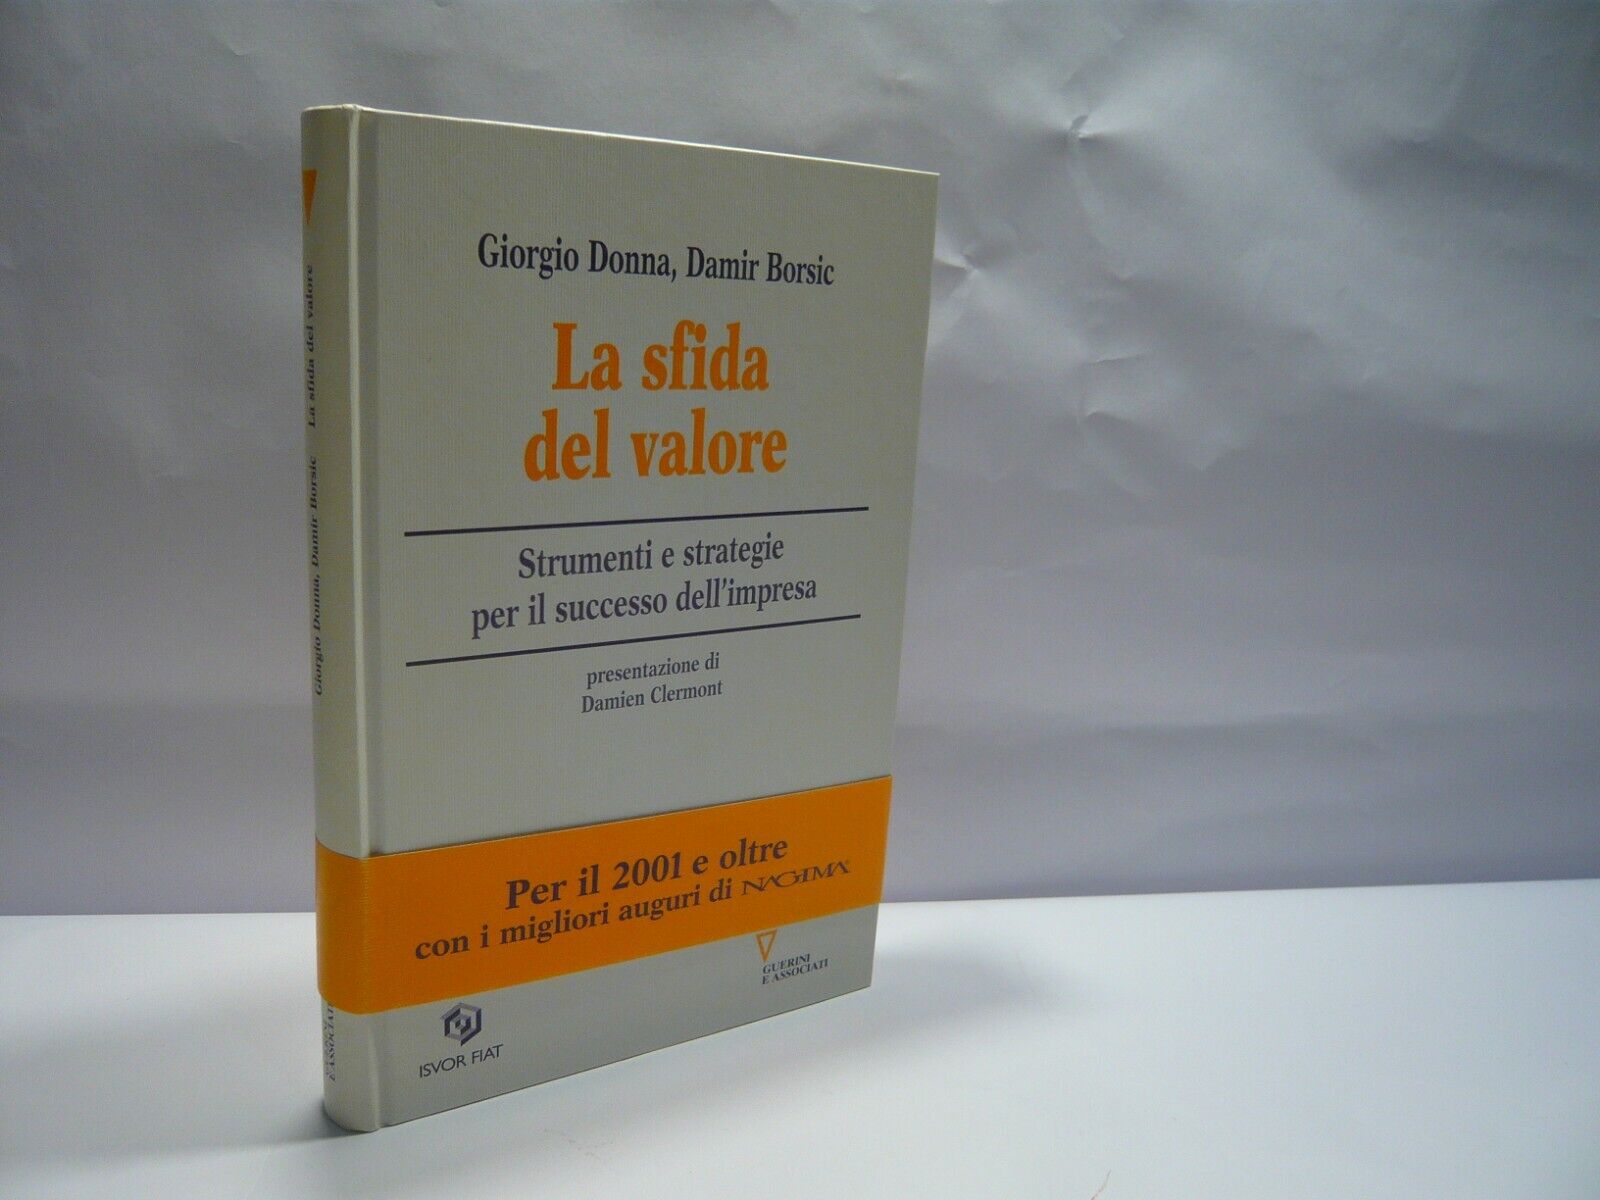 Giorgio Donna, Damir Borsic
La sfida
del valore
Strumenti e strategie
per il successo dell'impresa
presentazione di
Damien Clermont
Per il 2001 e oltre
con i migliori auguri di NAGIMA®
GUERINI
E ASSOCIATI
ISVOR FIAT
Giorgio Donna, Damir Borsic La sfida del valore
E ASSOCIATI